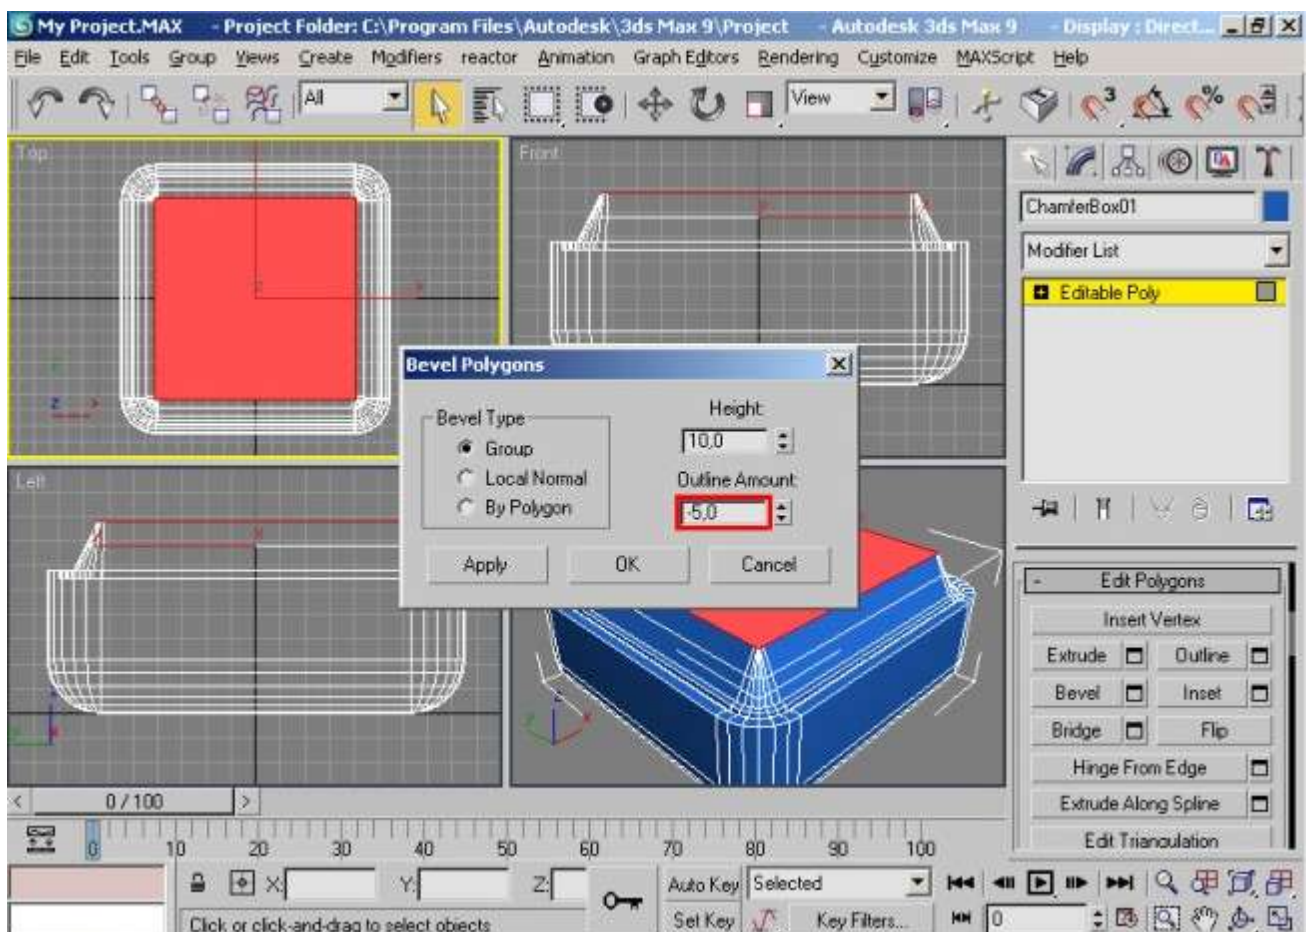 My Project.MAX - Project Folder: C:\Program Files\Autodesk\3ds Max 9\Project - Autodesk 3ds Max 9 - Display : Direct...
File Edit Tools Group Views Create Modifiers reactor Animation Graph Editors Rendering Customize MAXScript Help
All View 3 %
Top
Front
ChamferBox01
Modifier List
Editable Poly
Bevel Polygons
Bevel Type
Group
Local Normal
By Polygon
Height:
10,0
Outline Amount:
-5,0
Apply OK Cancel
Left
Edit Polygons
Insert Vertex
Extrude Outline
Bevel Inset
Bridge Flip
Hinge From Edge
Extrude Along Spline
Edit Triangulation
< 0 / 100 >
0 10 20 30 40 50 60 70 80 90 100
X: Y: Z: Auto Key Selected
Click or click-and-drag to select objects Set Key Key Filters... 0